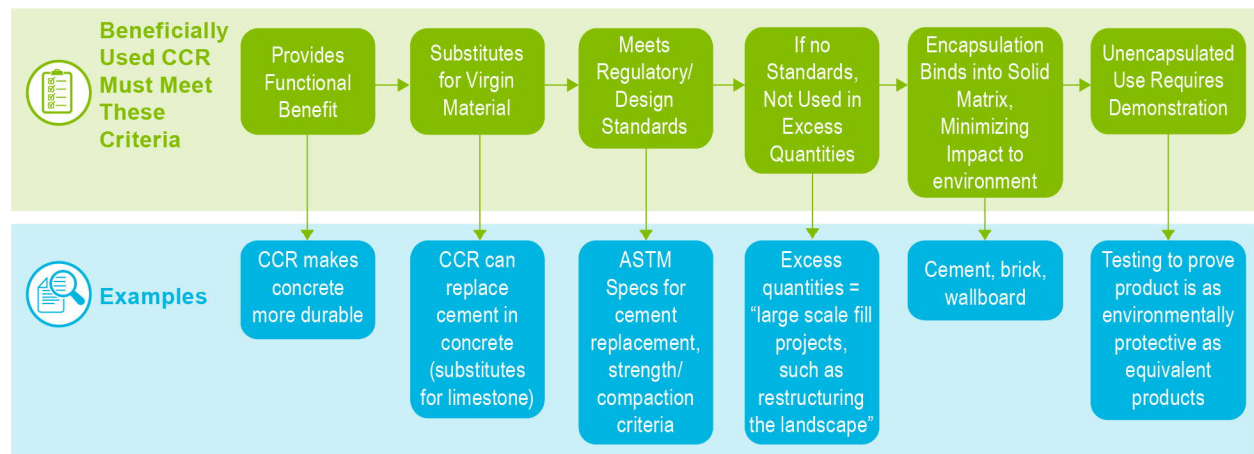 Beneficially
Used CCR
Must Meet
These
Criteria
Provides
Functional
Benefit
Substitutes
for Virgin
Material
Meets
Regulatory/
Design
Standards
If no
Standards,
Not Used in
Excess
Quantities
Encapsulation
Binds into Solid
Matrix,
Minimizing
Impact to
environment
Unencapsulated
Use Requires
Demonstration
Examples
CCR makes
concrete
more durable
CCR can
replace
cement in
concrete
(substitutes
for limestone)
ASTM
Specs for
cement
replacement,
strength/
compaction
criteria
Excess
quantities =
“large scale fill
projects,
such as
restructuring
the landscape”
Cement, brick,
wallboard
Testing to prove
product is as
environmentally
protective as
equivalent
products